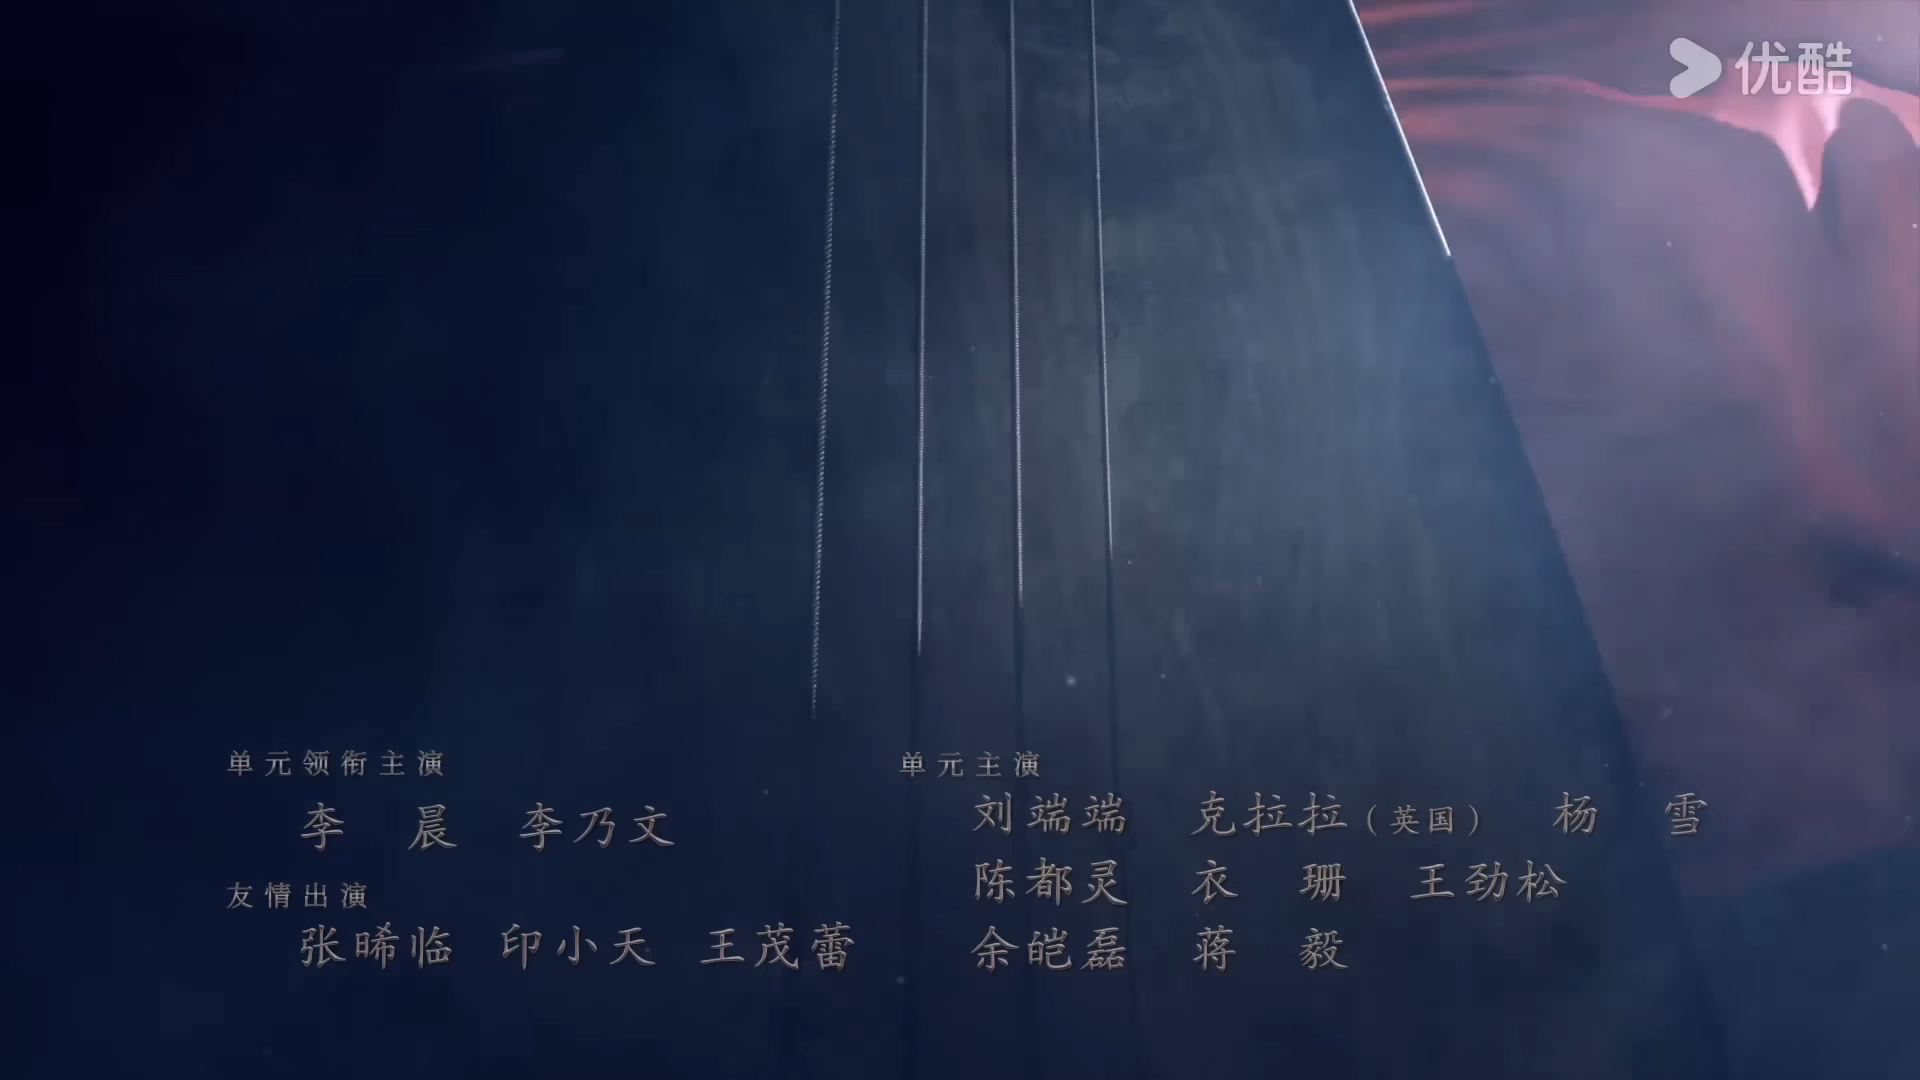 优酷
单元领衔主演
李 晨 李乃文
友情出演
张晞临 印小天 王茂蕾
单元主演
刘端端 克拉拉（英国） 杨 雪
陈都灵 衣 珊 王劲松
余皑磊 蒋 毅